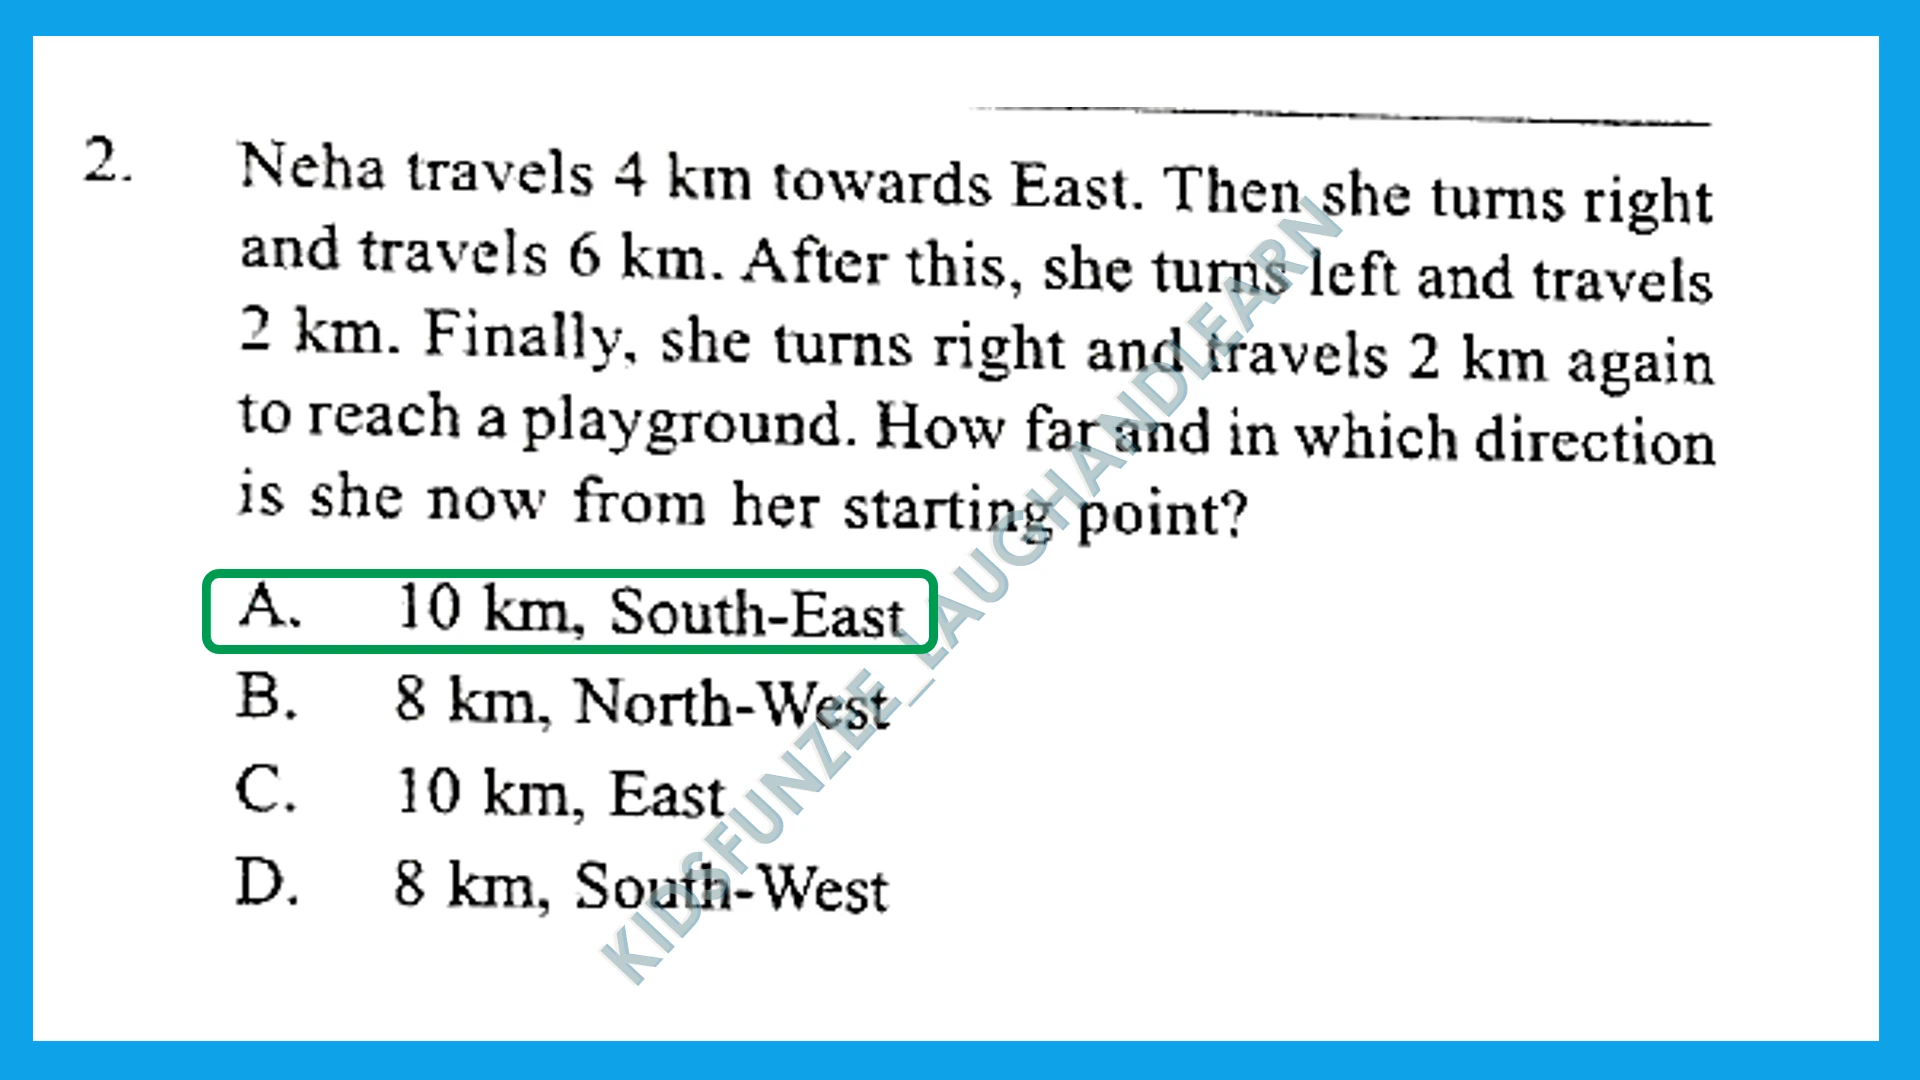 2. Neha travels 4 km towards East. Then she turns right
and travels 6 km. After this, she turns left and travels
2 km. Finally, she turns right and travels 2 km again
to reach a playground. How far and in which direction
is she now from her starting point?
A. 10 km, South-East
B. 8 km, North-West
C. 10 km, East
D. 8 km, South-West
KIDSFUNZEE_LAUGHANDLEARN